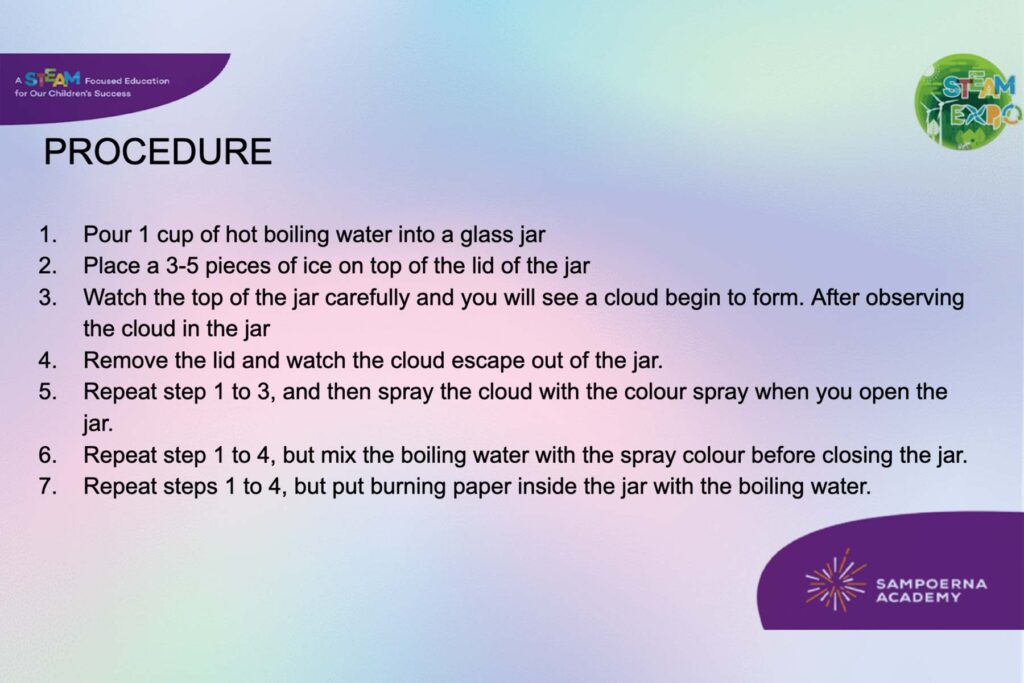 A STEAM Focused Education
for Our Children's Success
STEAM
EXPO
PROCEDURE
1. Pour 1 cup of hot boiling water into a glass jar
2. Place a 3-5 pieces of ice on top of the lid of the jar
3. Watch the top of the jar carefully and you will see a cloud begin to form. After observing
the cloud in the jar
4. Remove the lid and watch the cloud escape out of the jar.
5. Repeat step 1 to 3, and then spray the cloud with the colour spray when you open the
jar.
6. Repeat step 1 to 4, but mix the boiling water with the spray colour before closing the jar.
7. Repeat steps 1 to 4, but put burning paper inside the jar with the boiling water.
SAMPOERNA
ACADEMY